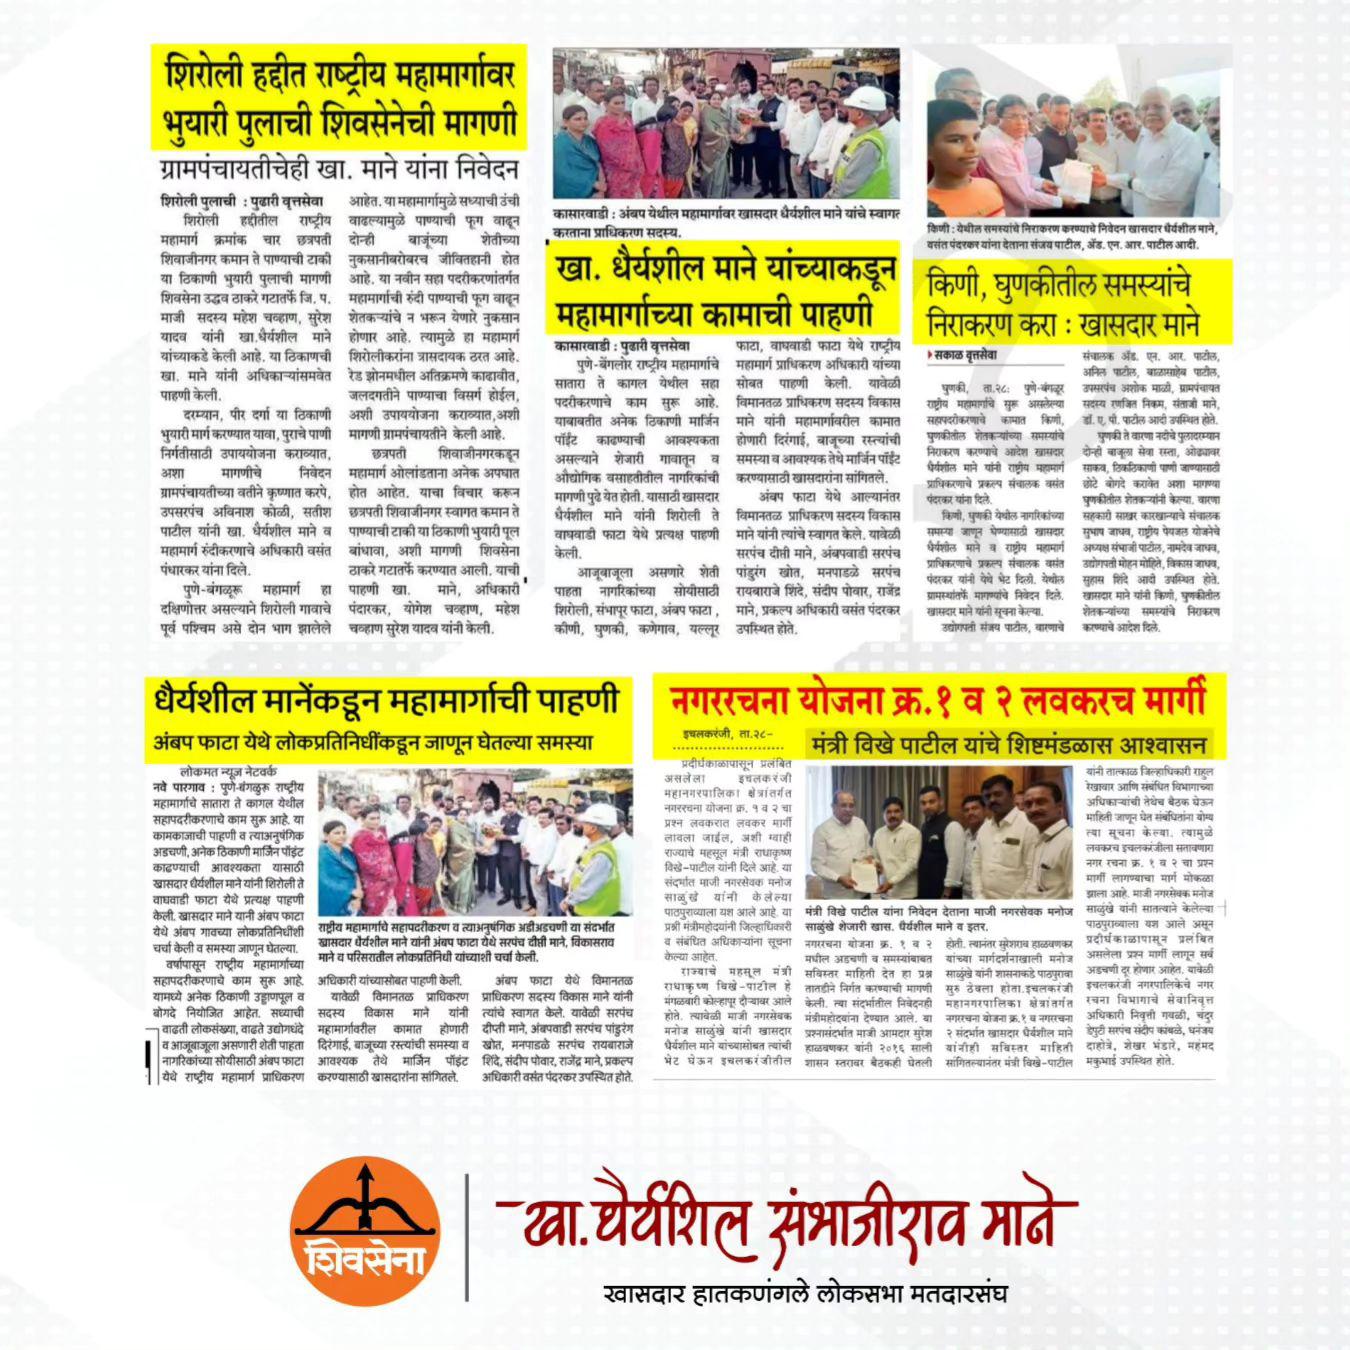 शिरोली हद्दीत राष्ट्रीय महामार्गावर
भुयारी पुलाची शिवसेनेची मागणी
ग्रामपंचायतीचेही खा. माने यांना निवेदन
शिरोली पुलाची : पुढारी वृत्तसेवा
शिरोली हद्दीतील राष्ट्रीय
महामार्ग क्रमांक चार छत्रपती
शिवाजीनगर कमान ते पाण्याची टाकी
या ठिकाणी भुयारी पुलाची मागणी
शिवसेना उद्धव ठाकरे गटातर्फे जि. प.
माजी सदस्य महेश चव्हाण, सुरेश
यादव यांनी खा.धैर्यशील माने
यांच्याकडे केली आहे. या ठिकाणची
खा. माने यांनी अधिकाऱ्यांसमवेत
पाहणी केली.
दरम्यान, पीर दर्गा या ठिकाणी
भुयारी मार्ग करण्यात यावा, पुराचे पाणी
निर्गतीसाठी उपाययोजना कराव्यात,
अशा मागणीचे निवेदन
ग्रामपंचायतीच्या वतीने कृष्णात करपे,
उपसरपंच अविनाश कोळी, सतीश
पाटील यांनी खा. धैर्यशील माने व
महामार्ग रुंदीकरणाचे अधिकारी वसंत
पंधारकर यांना दिले.
पुणे-बंगळूरू महामार्ग हा
दक्षिणोत्तर असल्याने शिरोली गावाचे
पूर्व पश्चिम असे दोन भाग झालेले
आहेत. या महामार्गामुळे सध्याची उंची
वाढल्यामुळे पाण्याची फूग वाढून
दोन्ही बाजूंच्या शेतीच्या
नुकसानीबरोबरच जीवितहानी होत
आहे. या नवीन सहा पदरीकरणांतर्गत
महामार्गाची रुंदी पाण्याची फूग वाढून
शेतकऱ्यांचे न भरून येणारे नुकसान
होणार आहे. त्यामुळे हा महामार्ग
शिरोलीकरांना त्रासदायक ठरत आहे.
रेड झोनमधील अतिक्रमणे काढावीत,
जलदगतीने पाण्याचा विसर्ग होईल,
अशी उपाययोजना कराव्यात,अशी
मागणी ग्रामपंचायतीने केली आहे.
छत्रपती शिवाजीनगरकडून
महामार्ग ओलांडताना अनेक अपघात
होत आहेत. याचा विचार करून
छत्रपती शिवाजीनगर स्वागत कमान ते
पाण्याची टाकी या ठिकाणी भुयारी पूल
बांधावा, अशी मागणी शिवसेना
ठाकरे गटातर्फे करण्यात आली. याची
पाहणी खा. माने, अधिकारी
पंदारकर, योगेश चव्हाण, महेश
चव्हाण सुरेश यादव यांनी केली.
कासारवाडी : अंबप येथील महामार्गावर खासदार धैर्यशील माने यांचे स्वागत
करताना प्राधिकरण सदस्य.
खा. धैर्यशील माने यांच्याकडून
महामार्गाच्या कामाची पाहणी
कासारवाडी : पुढारी वृत्तसेवा
पुणे-बेंगलोर राष्ट्रीय महामार्गाचे
सातारा ते कागल येथील सहा
पदरीकरणाचे काम सुरू आहे.
याबाबतीत अनेक ठिकाणी मार्जिन
पॉईंट काढण्याची आवश्यकता
असल्याने शेजारी गावातून व
औद्योगिक वसाहतीतील नागरिकांची
मागणी पुढे येत होती. यासाठी खासदार
धैर्यशील माने यांनी शिरोली ते
वाघवाडी फाटा येथे प्रत्यक्ष पाहणी
केली.
आजूबाजूला असणारे शेती
पाहता नागरिकांच्या सोयीसाठी
शिरोली, संभापूर फाटा, अंबप फाटा ,
कीणी, घुणकी, कणेगाव, यल्लूर
फाटा, वाघवाडी फाटा येथे राष्ट्रीय
महामार्ग प्राधिकरण अधिकारी यांच्या
सोबत पाहणी केली. यावेळी
विमानतळ प्राधिकरण सदस्य विकास
माने यांनी महामार्गावरील कामात
होणारी दिरंगाई, बाजूच्या रस्त्यांची
समस्या व आवश्यक तेथे मार्जिन पॉईंट
करण्यासाठी खासदारांना सांगितले.
अंबप फाटा येथे आल्यानंतर
विमानतळ प्राधिकरण सदस्य विकास
माने यांनी त्यांचे स्वागत केले. यावेळी
सरपंच दीप्ती माने, अंबपवाडी सरपंच
पांडुरंग खोत, मनपाडळे सरपंच
रायबाराजे शिंदे, संदीप पोवार, राजेंद्र
माने, प्रकल्प अधिकारी वसंत पंदरकर
उपस्थित होते.
किणी : येथील समस्यांचे निराकरण करण्याचे निवेदन खासदार धैर्यशील माने,
वसंत पंदरकर यांना देताना संजय पाटील, ॲड. एन. आर. पाटील आदी.
किणी, घुणकीतील समस्यांचे
निराकरण करा : खासदार माने
सकाळ वृत्तसेवा
घुणकी, ता.२८: पुणे-बंगळूर
राष्ट्रीय महामार्गाचे सुरू असलेल्या
सहापदरीकरणाचे कामात किणी,
घुणकीतील शेतकऱ्यांच्या समस्यांचे
निराकरण करण्याचे आदेश खासदार
धैर्यशील माने यांनी राष्ट्रीय महामार्ग
प्राधिकरणाचे प्रकल्प संचालक वसंत
पंदरकर यांना दिले.
किणी, घुणकी येथील नागरिकांच्या
समस्या जाणून घेण्यासाठी खासदार
धैर्यशील माने व राष्ट्रीय महामार्ग
प्राधिकरणाचे प्रकल्प संचालक वसंत
पंदरकर यांनी येथे भेट दिली. येथील
ग्रामस्थांतर्फे मागण्यांचे निवेदन दिले.
खासदार माने यांनी सूचना केल्या.
उद्योगपती संजय पाटील, वारणाचे
संचालक ॲड. एन. आर. पाटील,
अनिल पाटील, बाळासाहेब पाटील,
उपसरपंच अशोक माळी, ग्रामपंचायत
सदस्य रणजित निकम, संताजी माने,
डॉ. ए. पी. पाटील आदी उपस्थित होते.
घुणकी ते वारणा नदीचे पुलादरम्यान
दोन्ही बाजूला सेवा रस्ता, ओढ्यावर
साकव, ठिकठिकाणी पाणी जाण्यासाठी
छोटे बोगदे करावेत अशा मागण्या
घुणकीतील शेतकऱ्यांनी केल्या. वारणा
सहकारी साखर कारखान्याचे संचालक
सुभाष जाधव, राष्ट्रीय पेयजल योजनेचे
अध्यक्ष संभाजी पाटील, नामदेव जाधव,
उद्योगपती मोहन मोहिते, विकास जाधव,
सुहास शिंदे आदी उपस्थित होते.
खासदार माने यांनी किणी, घुणकीतील
शेतकऱ्यांच्या समस्यांचे निराकरण
करण्याचे आदेश दिले.
धैर्यशील मानेंकडून महामार्गाची पाहणी
अंबप फाटा येथे लोकप्रतिनिधींकडून जाणून घेतल्या समस्या
लोकमत न्यूज नेटवर्क
नवे पारगाव : पुणे-बंगळुरू राष्ट्रीय
महामार्गाचे सातारा ते कागल येथील
सहापदरीकरणाचे काम सुरू आहे. या
कामकाजाची पाहणी व त्याअनुषंगिक
अडचणी, अनेक ठिकाणी मार्जिन पॉइंट
काढण्याची आवश्यकता यासाठी
खासदार धैर्यशील माने यांनी शिरोली ते
वाघवाडी फाटा येथे प्रत्यक्ष पाहणी
केली. खासदार माने यानी अंबप फाटा
येथे अंबप गावच्या लोकप्रतिनिधींशी
चर्चा केली व समस्या जाणून घेतल्या.
वर्षापासून राष्ट्रीय महामार्गाच्या
सहापदरीकरणाचे काम सुरू आहे.
यामध्ये अनेक ठिकाणी उड्डाणपूल व
बोगदे नियोजित आहेत. सध्याची
वाढती लोकसंख्या, वाढते उद्योगधंदे
व आजूबाजूला असणारी शेती पाहता
नागरिकांच्या सोयीसाठी अंबप फाटा
येथे राष्ट्रीय महामार्ग प्राधिकरण
राष्ट्रीय महामार्गाचे सहापदरीकरण व त्याअनुषंगिक अडीअडचणी या संदर्भात
खासदार धैर्यशील माने यांनी अंबप फाटा येथे सरपंच दीप्ती माने, विकासराव
माने व परिसरातील लोकप्रतिनिधी यांच्याशी चर्चा केली.
अधिकारी यांच्यासोबत पाहणी केली.
यावेळी विमानतळ प्राधिकरण
सदस्य विकास माने यांनी
महामार्गावरील कामात होणारी
दिरंगाई, बाजूच्या रस्त्यांची समस्या व
आवश्यक तेथे मार्जिन पॉइंट
करण्यासाठी खासदारांना सांगितले.
अंबप फाटा येथे विमानतळ
प्राधिकरण सदस्य विकास माने यांनी
त्यांचे स्वागत केले. यावेळी सरपंच
दीप्ती माने, अंबपवाडी सरपंच पांडुरंग
खोत, मनपाडळे सरपंच रायबाराजे
शिंदे, संदीप पोवार, राजेंद्र माने, प्रकल्प
अधिकारी वसंत पंदरकर उपस्थित होते.
नगररचना योजना क्र.१ व २ लवकरच मार्गी
इचलकरंजी, ता.२८-
मंत्री विखे पाटील यांचे शिष्टमंडळास आश्वासन
प्रदीर्घकाळापासून प्रलंबित
असलेला इचलकरंजी
महानगरपालिका क्षेत्रांतर्गत
नगररचना योजना क्र. १ व २ चा
प्रश्न लवकरात लवकर मार्गी
लावला जाईल, अशी ग्वाही
राज्याचे महसूल मंत्री राधाकृष्ण
विखे-पाटील यांनी दिले आहे. या
संदर्भात माजी नगरसेवक मनोज
साळुंखे यांनी केलेल्या
पाठपुराव्याला यश आले आहे. या
प्रश्नी मंत्रीमहोदयांनी जिल्हाधिकारी
व संबंधित अधिकाऱ्यांना सूचना
केल्या आहेत.
राज्याचे महसूल मंत्री
राधाकृष्ण विखे-पाटील हे
मंगळवारी कोल्हापूर दौऱ्यावर आले
होते. त्यावेळी माजी नगरसेवक
मनोज साळुंखे यांनी खासदार
धैर्यशील माने यांच्यासोबत त्यांची
भेट घेऊन इचलकरंजीतील
मंत्री विखे पाटील यांना निवेदन देताना माजी नगरसेवक मनोज
साळुंखे शेजारी खास. धैर्यशील माने व इतर.
नगररचना योजना क्र. १ व २
मधील अडचणी व समस्यांबाबत
सविस्तर माहिती देत हा प्रश्न
तातडीने निर्गत करण्याची मागणी
केली. त्या संदर्भातील निवेदनही
मंत्रीमहोदयांना देण्यात आले. या
प्रश्नासंदर्भात माजी आमदार सुरेश
हाळवणकर यांनी २०१६ साली
शासन स्तरावर बैठकही घेतली
होती. त्यानंतर सुरेशराव हाळवणकर
यांच्या मार्गदर्शनाखाली मनोज
साळुंखे यांनी शासनाकडे पाठपुरावा
सुरु ठेवला होता.इचलकरंजी
महानगरपालिका क्षेत्रांतर्गत
नगररचना योजना क्र.१ व नगररचना
२ संदर्भात खासदार धैर्यशील माने
यांनीही सविस्तर माहिती
सांगितल्यानंतर मंत्री विखे-पाटील
यांनी तात्काळ जिल्हाधिकारी राहुल
रेखावार आणि संबंधित विभागाच्या
अधिकाऱ्यांची तेथेच बैठक घेऊन
माहिती जाणून घेत संबंधितांना योग्य
त्या सूचना केल्या. त्यामुळे
लवकरच इचलकरंजीला सतावणारा
नगर रचना क्र. १ व २ चा प्रश्न
मार्गी लागण्याचा मार्ग मोकळा
झाला आहे. माजी नगरसेवक मनोज
साळुंखे यांनी सातत्याने केलेल्या
पाठपुराव्याला यश आले असून
प्रदीर्घकाळापासून प्रलंबित
असलेला प्रश्न मार्गी लागून सर्व
अडचणी दूर होणार आहेत. यावेळी
इचलकरंजी नगरपालिकेचे नगर
रचना विभागाचे सेवानिवृत्त
अधिकारी निवृत्ती गवळी, चंदुर
डेपुटी सरपंच संदीप कांबळे, धनंजय
दाहोत्रे, शेखर भंडारे, महंमद
मकुभाई उपस्थित होते.
शिवसेना
खा. धैर्यशिल संभाजीराव माने
खासदार हातकणंगले लोकसभा मतदारसंघ